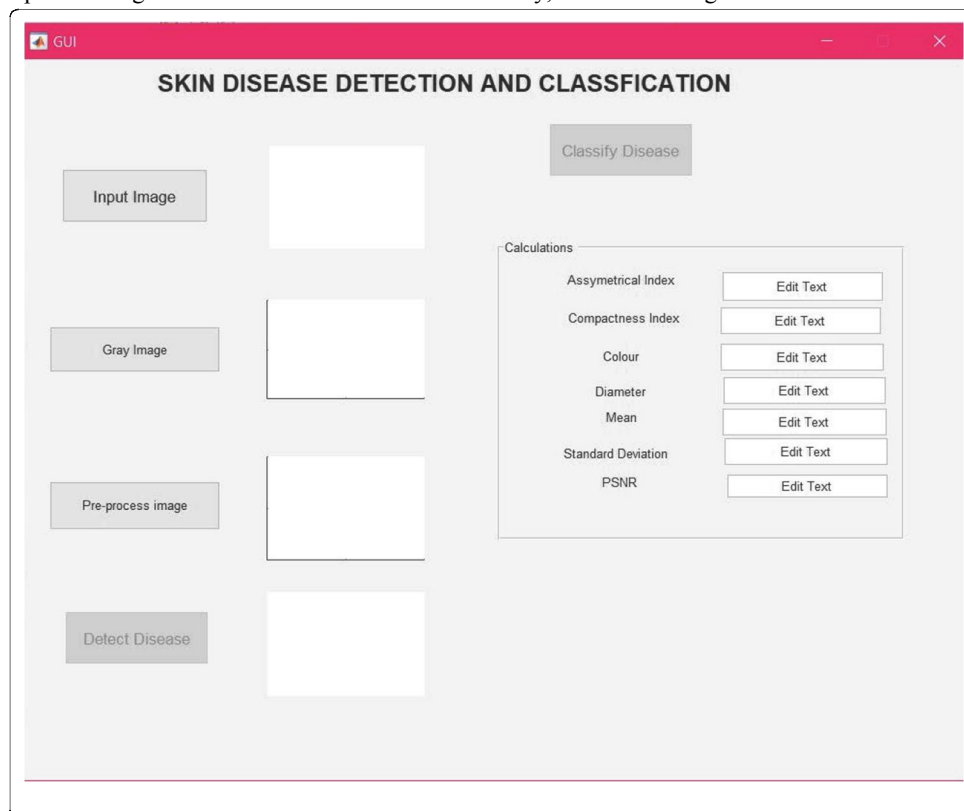 GUI
SKIN DISEASE DETECTION AND CLASSFICATION
Classify Disease
Input Image
Calculations
Assymetrical Index Edit Text
Compactness Index Edit Text
Gray Image
Colour Edit Text
Diameter Edit Text
Mean Edit Text
Standard Deviation Edit Text
PSNR Edit Text
Pre-process image
Detect Disease